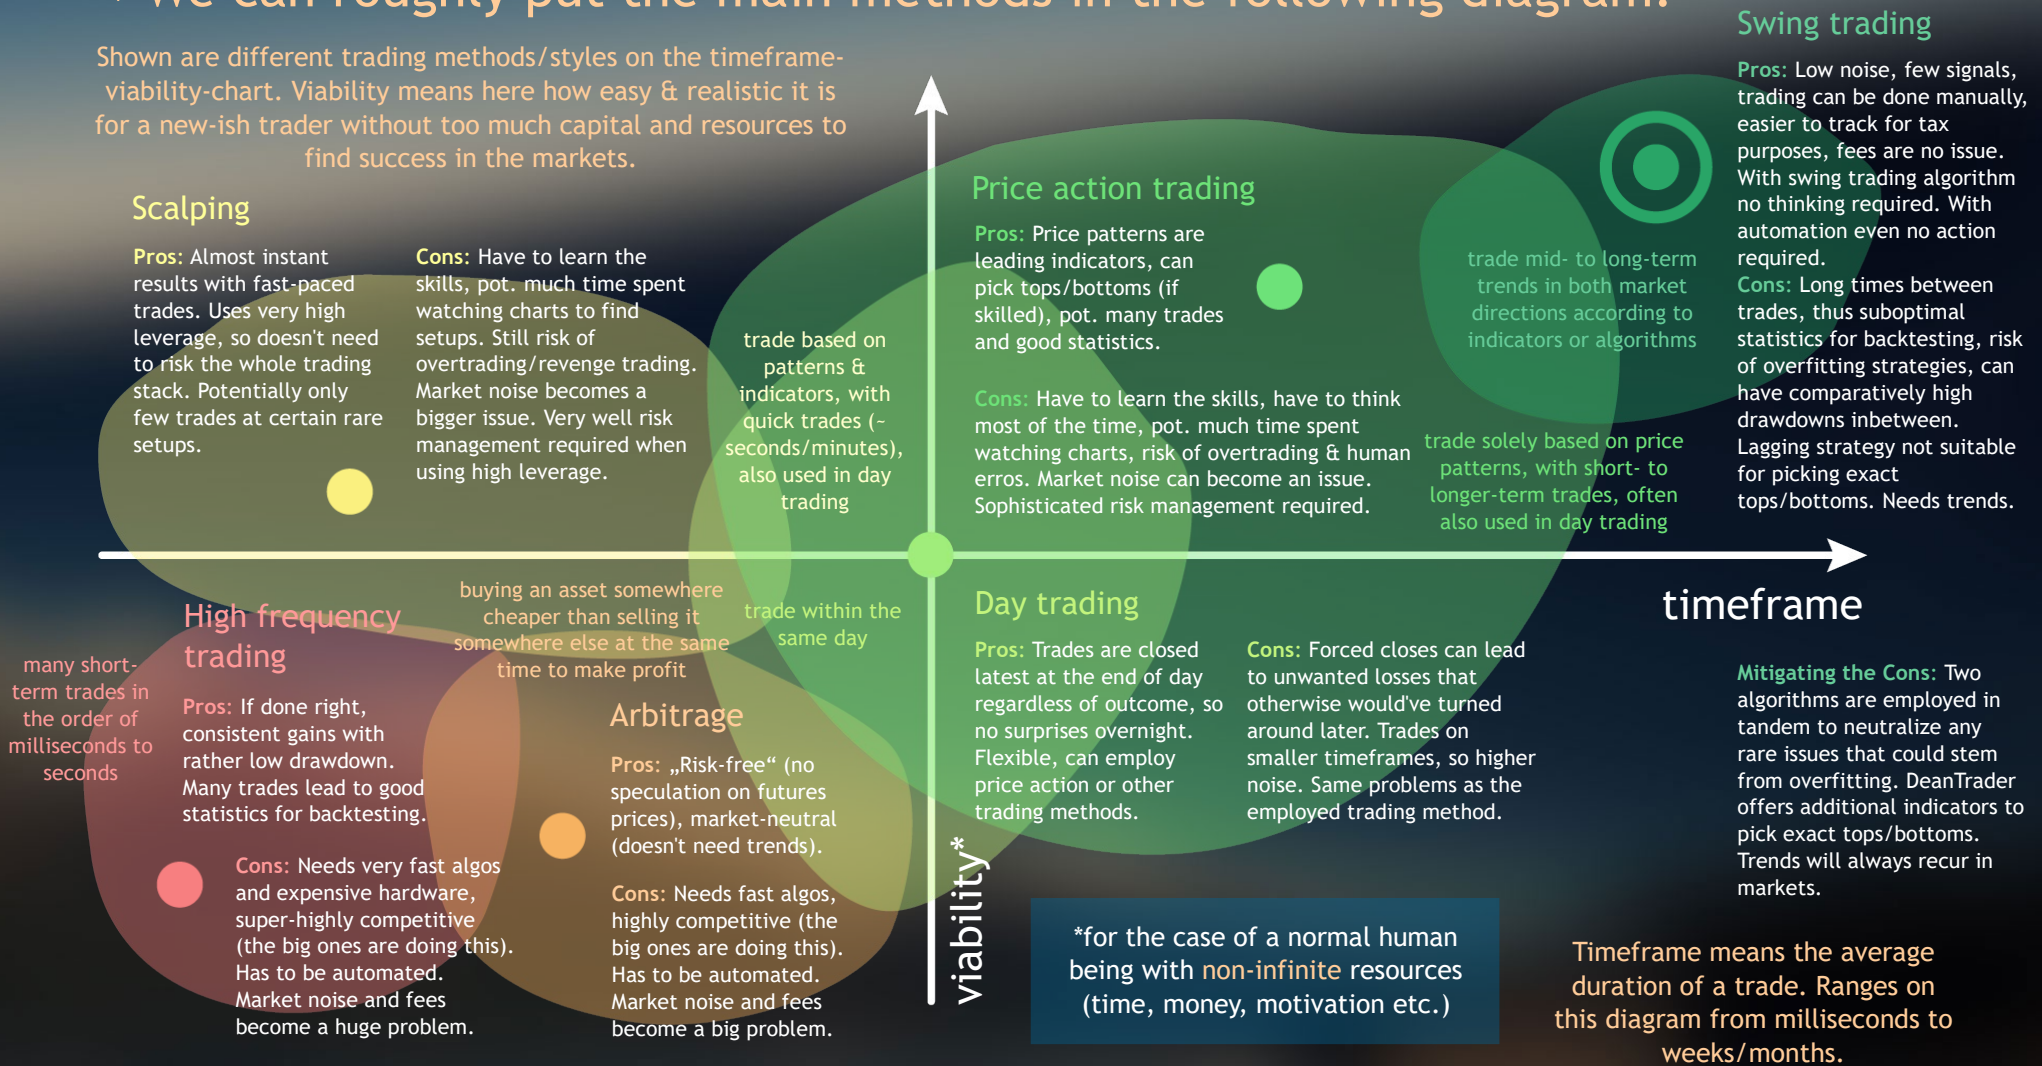 We can roughly put the main methods in the following diagram:
Shown are different trading methods/styles on the timeframe-
viability-chart. Viability means here how easy & realistic it is
for a new-ish trader without too much capital and resources to
find success in the markets.
Scalping
Pros: Almost instant
results with fast-paced
trades. Uses very high
leverage, so doesn't need
to risk the whole trading
stack. Potentially only
few trades at certain rare
setups.
Cons: Have to learn the
skills, pot. much time spent
watching charts to find
setups. Still risk of
overtrading/revenge trading.
Market noise becomes a
bigger issue. Very well risk
management required when
using high leverage.
trade based on
patterns &
indicators, with
quick trades (~
seconds/minutes),
also used in day
trading
Price action trading
Pros: Price patterns are
leading indicators, can
pick tops/bottoms (if
skilled), pot. many trades
and good statistics.
Cons: Have to learn the skills, have to think
most of the time, pot. much time spent
watching charts, risk of overtrading & human
erros. Market noise can become an issue.
Sophisticated risk management required.
trade solely based on price
patterns, with short- to
longer-term trades, often
also used in day trading
Swing trading
Pros: Low noise, few signals,
trading can be done manually,
easier to track for tax
purposes, fees are no issue.
With swing trading algorithm
no thinking required. With
automation even no action
required.
Cons: Long times between
trades, thus suboptimal
statistics for backtesting, risk
of overfitting strategies, can
have comparatively high
drawdowns inbetween.
Lagging strategy not suitable
for picking exact
tops/bottoms. Needs trends.
trade mid- to long-term
trends in both market
directions according to
indicators or algorithms
timeframe
Mitigating the Cons: Two
algorithms are employed in
tandem to neutralize any
rare issues that could stem
from overfitting. DeanTrader
offers additional indicators to
pick exact tops/bottoms.
Trends will always recur in
markets.
High frequency
trading
many short-
term trades in
the order of
milliseconds to
seconds
Pros: If done right,
consistent gains with
rather low drawdown.
Many trades lead to good
statistics for backtesting.
Cons: Needs very fast algos
and expensive hardware,
super-highly competitive
(the big ones are doing this).
Has to be automated.
Market noise and fees
become a huge problem.
buying an asset somewhere
cheaper than selling it
somewhere else at the same
time to make profit
Arbitrage
Pros: „Risk-free“ (no
speculation on futures
prices), market-neutral
(doesn't need trends).
Cons: Needs fast algos,
highly competitive (the
big ones are doing this).
Has to be automated.
Market noise and fees
become a big problem.
trade within the
same day
Day trading
Pros: Trades are closed
latest at the end of day
regardless of outcome, so
no surprises overnight.
Flexible, can employ
price action or other
trading methods.
Cons: Forced closes can lead
to unwanted losses that
otherwise would've turned
around later. Trades on
smaller timeframes, so higher
noise. Same problems as the
employed trading method.
viability*
*for the case of a normal human
being with non-infinite resources
(time, money, motivation etc.)
Timeframe means the average
duration of a trade. Ranges on
this diagram from milliseconds to
weeks/months.